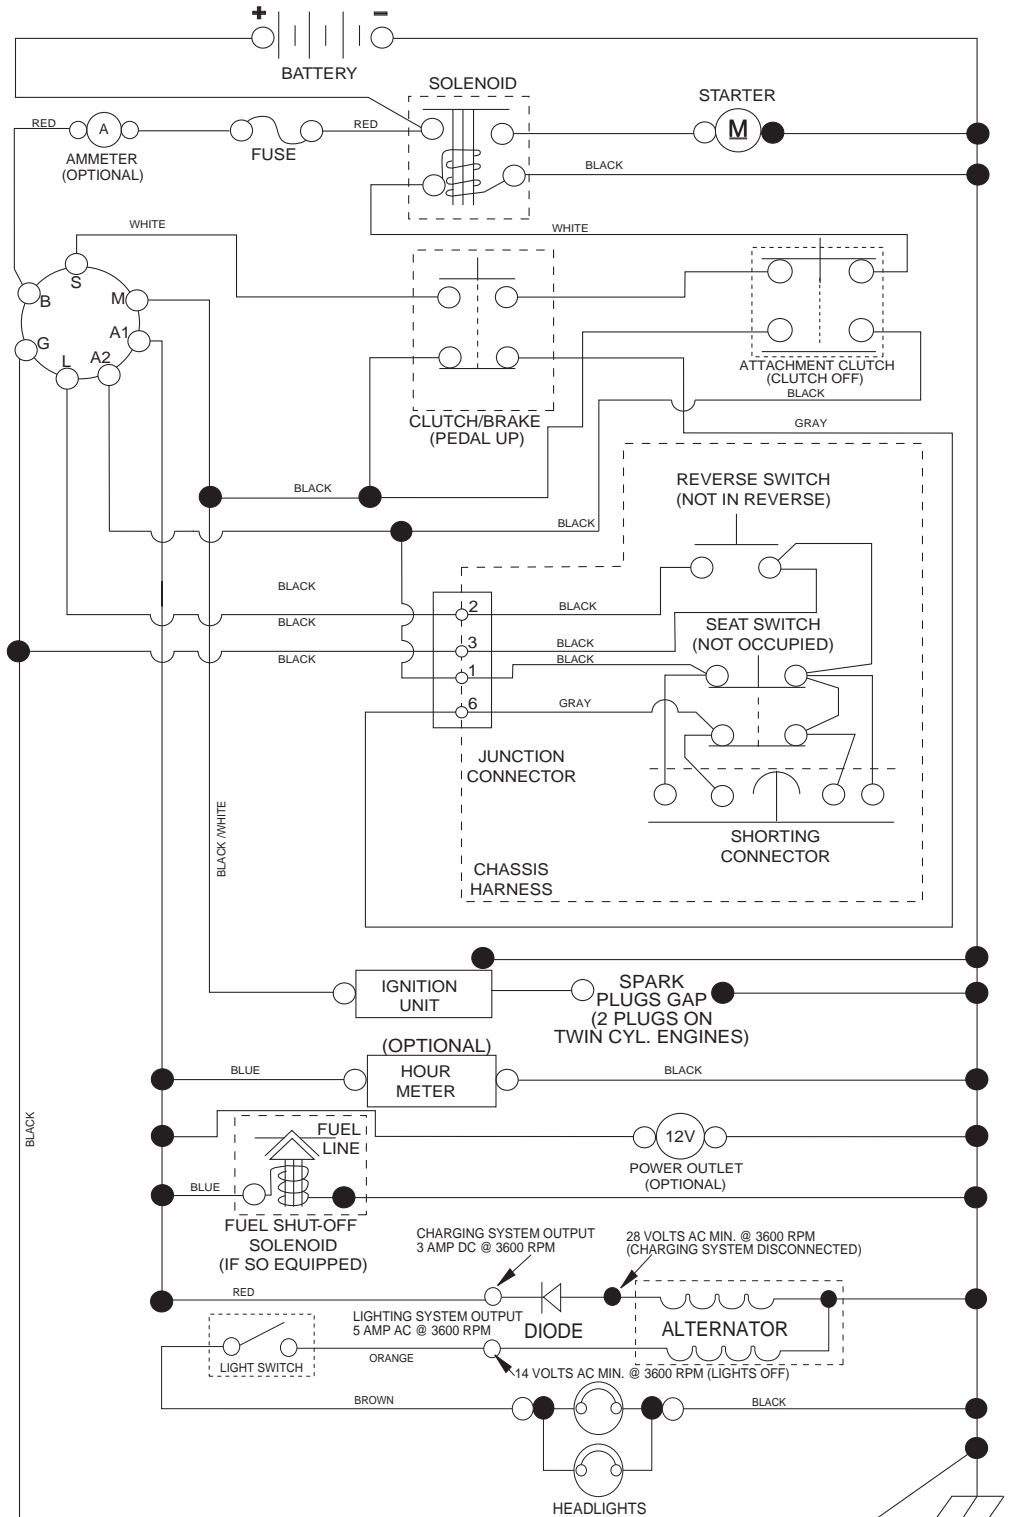 + -
BATTERY
SOLENOID
STARTER
RED
A
RED
M
AMMETER
(OPTIONAL)
FUSE
BLACK
WHITE
WHITE
S
B
M
G
A1
L
A2
ATTACHMENT CLUTCH
(CLUTCH OFF)
BLACK
CLUTCH/BRAKE
(PEDAL UP)
GRAY
BLACK
REVERSE SWITCH
(NOT IN REVERSE)
BLACK
BLACK
2
BLACK
BLACK
SEAT SWITCH
(NOT OCCUPIED)
3
BLACK
BLACK
BLACK
1
6
GRAY
JUNCTION
CONNECTOR
BLACK /WHITE
SHORTING
CONNECTOR
CHASSIS
HARNESS
IGNITION
UNIT
SPARK
PLUGS GAP
(2 PLUGS ON
TWIN CYL. ENGINES)
(OPTIONAL)
BLUE
HOUR
METER
BLACK
BLACK
FUEL
LINE
12V
POWER OUTLET
(OPTIONAL)
BLUE
FUEL SHUT-OFF
SOLENOID
(IF SO EQUIPPED)
CHARGING SYSTEM OUTPUT
3 AMP DC @ 3600 RPM
28 VOLTS AC MIN. @ 3600 RPM
(CHARGING SYSTEM DISCONNECTED)
RED
LIGHTING SYSTEM OUTPUT
5 AMP AC @ 3600 RPM
DIODE
ALTERNATOR
LIGHT SWITCH
ORANGE
14 VOLTS AC MIN. @ 3600 RPM (LIGHTS OFF)
BROWN
BLACK
HEADLIGHTS